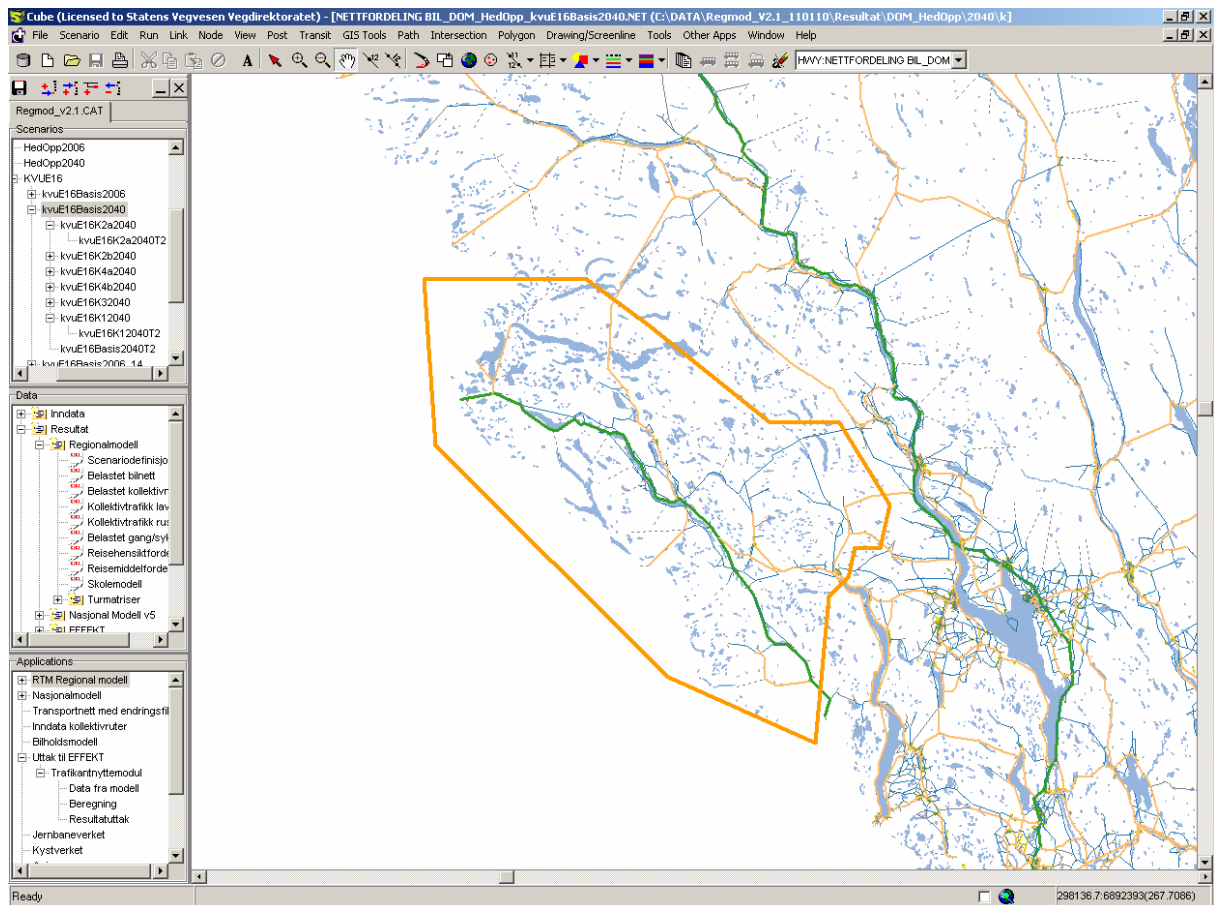 Cube (Licensed to Statens Vegvesen Vegdirektoratet) - [NETTFORDELING BIL_DOM_HedOpp_kvuE16Basis2040.NET (C:\DATA\Regmod_V2.1_110110\Resultat\DOM_HedOpp\2040\k]
File Scenario Edit Run Link Node View Post Transit GIS Tools Path Intersection Polygon Drawing/Screenline Tools Other Apps Window Help
HWY:NETTFORDELING BIL_DOM
Regmod_v2.1.CAT
Scenarios
HedOpp2006
HedOpp2040
KVUE16
kvuE16Basis2006
kvuE16Basis2040
kvuE16K2a2040
kvuE16K2a2040T2
kvuE16K2b2040
kvuE16K4a2040
kvuE16K4b2040
kvuE16K32040
kvuE16K12040
kvuE16K12040T2
kvuE16Basis2040T2
kvuE16Basis2006_14
Data
Inndata
Resultat
Regionalmodell
Scenariodefinisjo
Belastet bilnett
Belastet kollektivr
Kollektivtrafikk lav
Kollektivtrafikk rus
Belastet gang/syk
Reisehensiktforde
Reisemiddelforde
Skolemodell
Turmatriser
Nasjonal Modell v5
EFFEKT
Applications
RTM Regional modell
Nasjonalmodell
Transportnett med endringsfil
Inndata kollektivruter
Bilholdsmodell
Uttak til EFFEKT
Trafikantnyttemodul
Data fra modell
Beregning
Resultatuttak
Jernbaneverket
Kystverket
Ready
298136.7:6892393(267.7086)